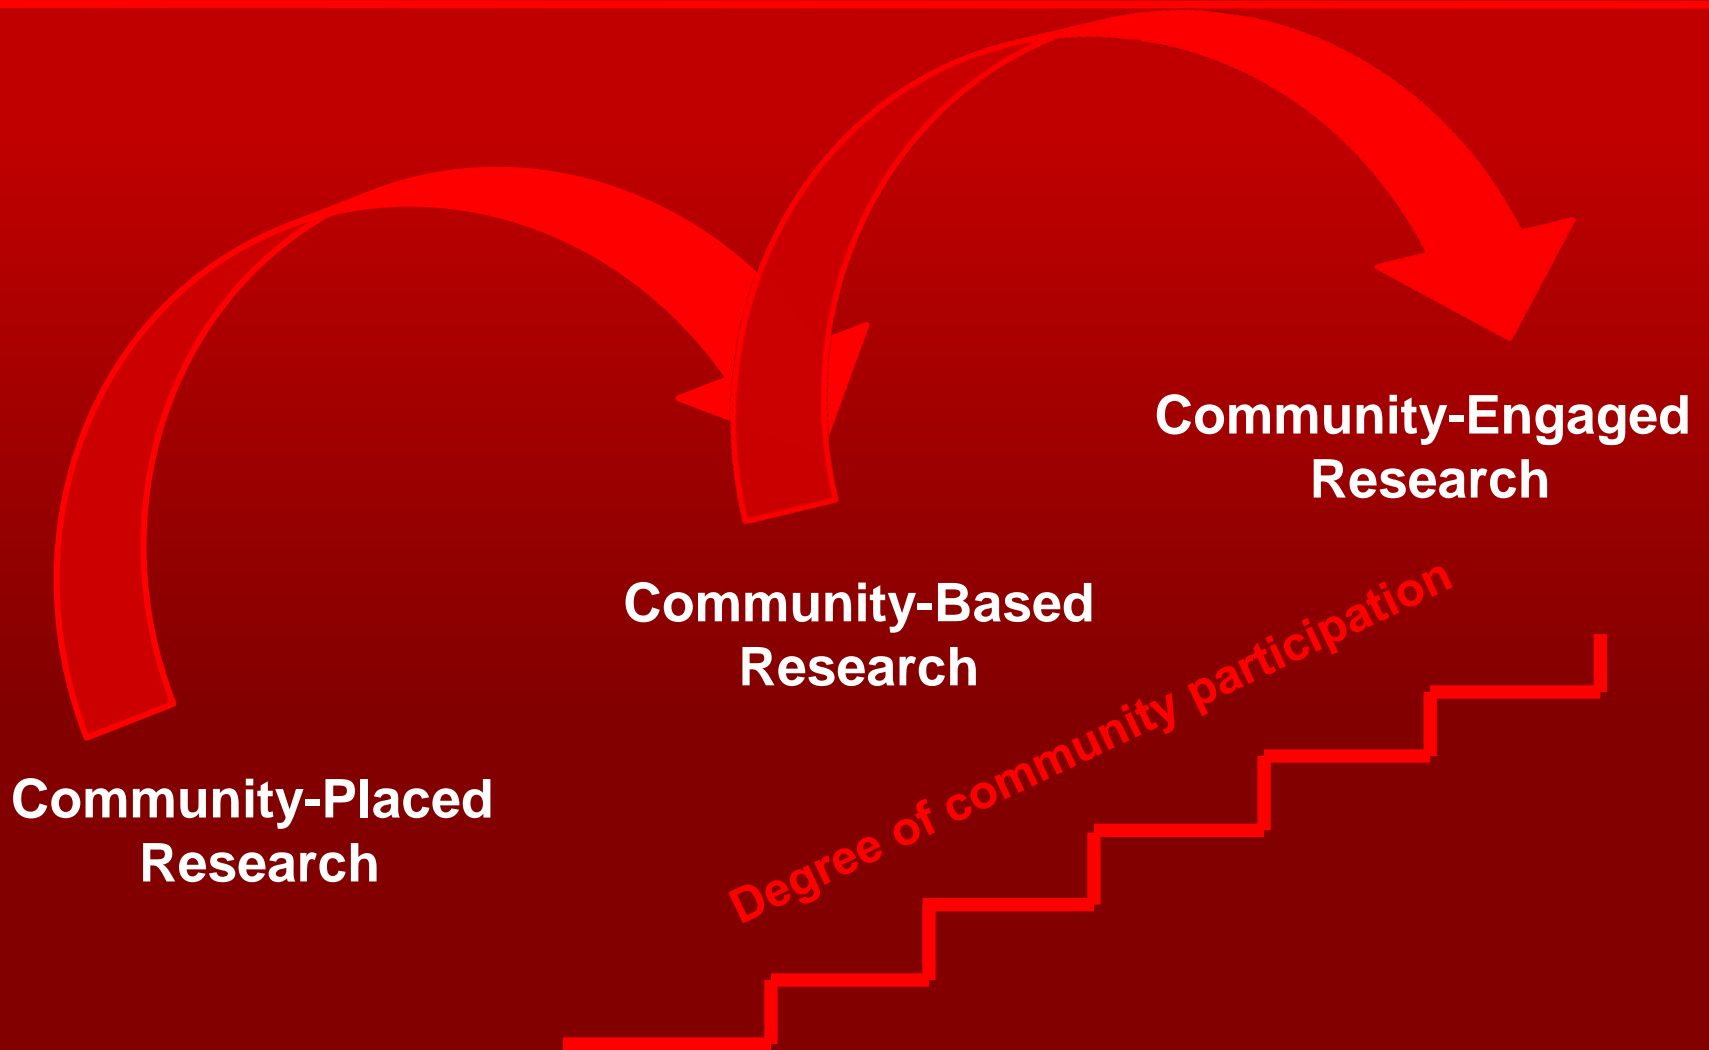 Community-Engaged
Research
Community-Based
Research
Degree of community participation
Community-Placed
Research